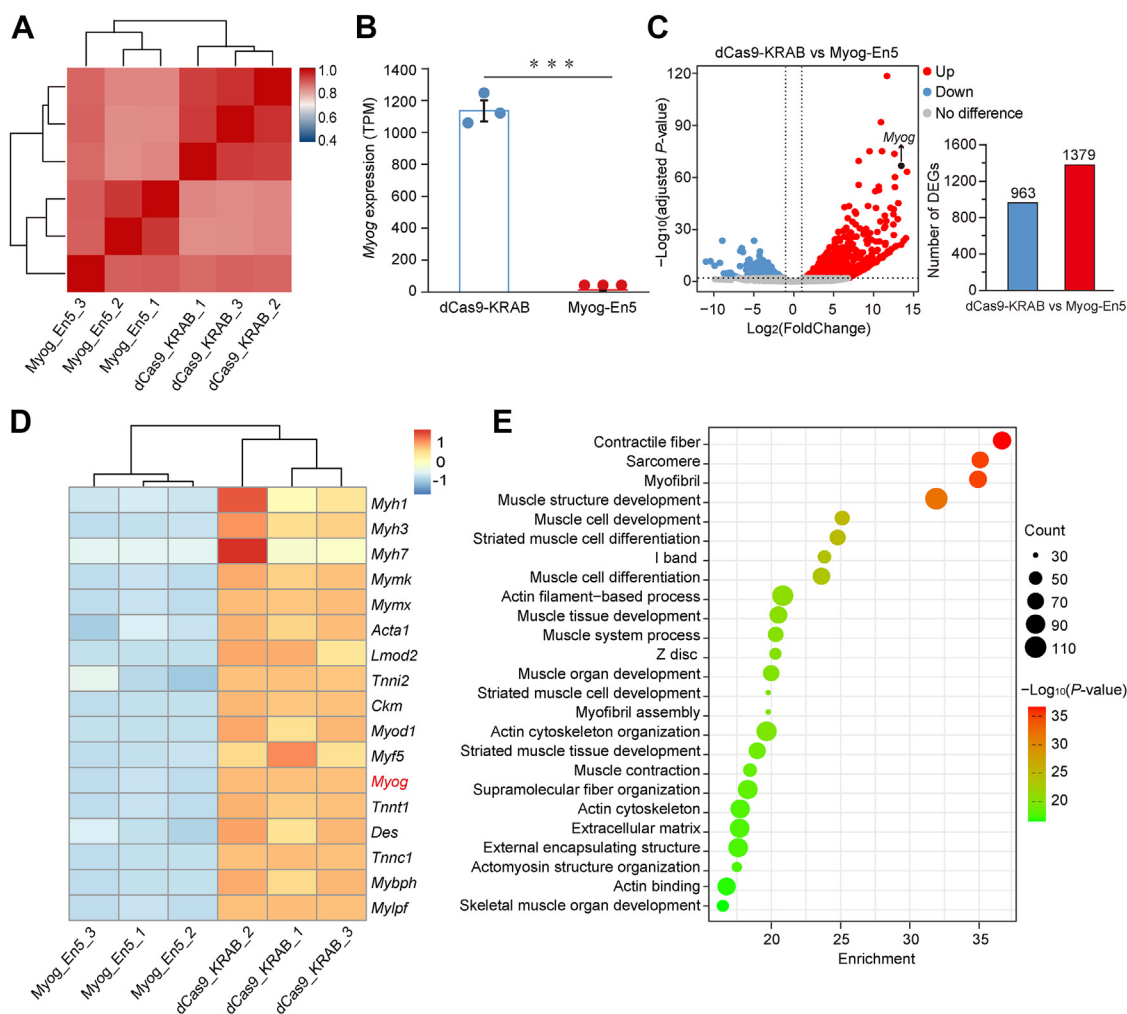 A
1.0
0.8
0.6
0.4
Myog_En5_3
Myog_En5_2
Myog_En5_1
dCas9_KRAB_1
dCas9_KRAB_3
dCas9_KRAB_2
B
***
1400
1200
1000
800
600
400
200
0
Myog expression (TPM)
dCas9-KRAB
Myog-En5
C
dCas9-KRAB vs Myog-En5
Up
Down
No difference
120
90
60
30
0
−Log10(adjusted P-value)
Myog
−10
−5
0
5
10
15
Log2(FoldChange)
1600
1200
800
400
0
Number of DEGs
963
1379
dCas9-KRAB vs Myog-En5
D
1
0
-1
Myh1
Myh3
Myh7
Mymk
Mymx
Acta1
Lmod2
Tnni2
Ckm
Myod1
Myf5
Myog
Tnnt1
Des
Tnnc1
Mybph
Mylpf
Myog_En5_3
Myog_En5_1
Myog_En5_2
dCas9_KRAB_2
dCas9_KRAB_1
dCas9_KRAB_3
E
Contractile fiber
Sarcomere
Myofibril
Muscle structure development
Muscle cell development
Striated muscle cell differentiation
I band
Muscle cell differentiation
Actin filament−based process
Muscle tissue development
Muscle system process
Z disc
Muscle organ development
Striated muscle cell development
Myofibril assembly
Actin cytoskeleton organization
Striated muscle tissue development
Muscle contraction
Supramolecular fiber organization
Actin cytoskeleton
Extracellular matrix
External encapsulating structure
Actomyosin structure organization
Actin binding
Skeletal muscle organ development
20
25
30
35
Enrichment
Count
30
50
70
90
110
−Log10(P-value)
35
30
25
20